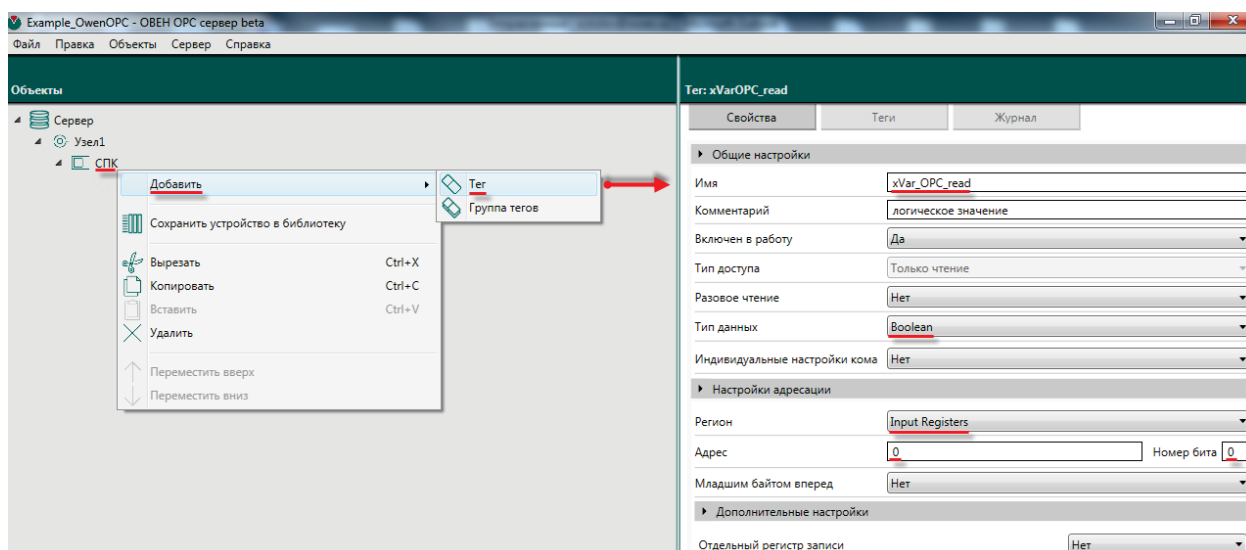 Example_OwenOPC - ОВЕН OPC сервер beta
Файл Правка Объекты Сервер Справка
Объекты
Сервер
Узел1
СПК
Добавить
Тег
Группа тегов
Сохранить устройство в библиотеку
Вырезать Ctrl+X
Копировать Ctrl+C
Вставить Ctrl+V
Удалить
Переместить вверх
Переместить вниз
Тег: xVarOPC_read
Свойства Теги Журнал
Общие настройки
Имя xVar_OPC_read
Комментарий логическое значение
Включен в работу Да
Тип доступа Только чтение
Разовое чтение Нет
Тип данных Boolean
Индивидуальные настройки кома Нет
Настройки адресации
Регион Input Registers
Адрес 0 Номер бита 0
Младшим байтом вперед Нет
Дополнительные настройки
Отдельный регистр записи Нет